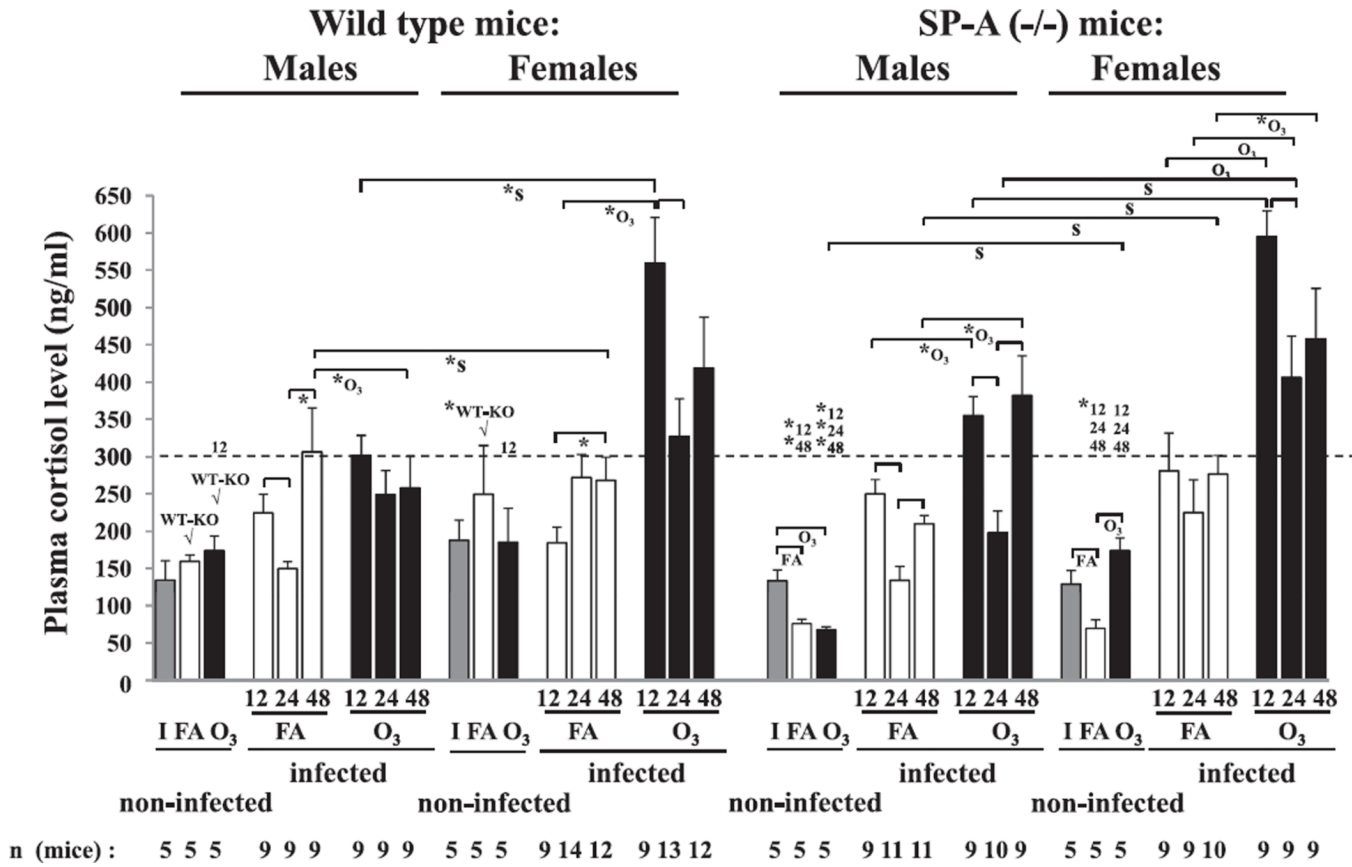 Wild type mice: SP-A (-/-) mice:
Males Females Males Females
*O₃
O₃
O₃
*s
s
*O₃
s
s
s
*O₃
*O₃
*s
*O₃
*
*WT-KO
√
12
*
12
WT-KO
√
WT-KO
√
*12
*48
*12
*24
*48
*12
24
48
12
24
48
O₃
FA
O₃
FA
Plasma cortisol level (ng/ml)
650
600
550
500
450
400
350
300
250
200
150
100
50
0
12 24 48 12 24 48 12 24 48 12 24 48 12 24 48 12 24 48 12 24 48 12 24 48
I FA O₃ FA O₃ I FA O₃ FA O₃ I FA O₃ FA O₃ I FA O₃ FA O₃
infected infected infected infected
non-infected non-infected non-infected non-infected
n (mice) : 5 5 5 9 9 9 9 9 9 5 5 5 9 14 12 9 13 12 5 5 5 9 11 11 9 10 9 5 5 5 9 9 10 9 9 9